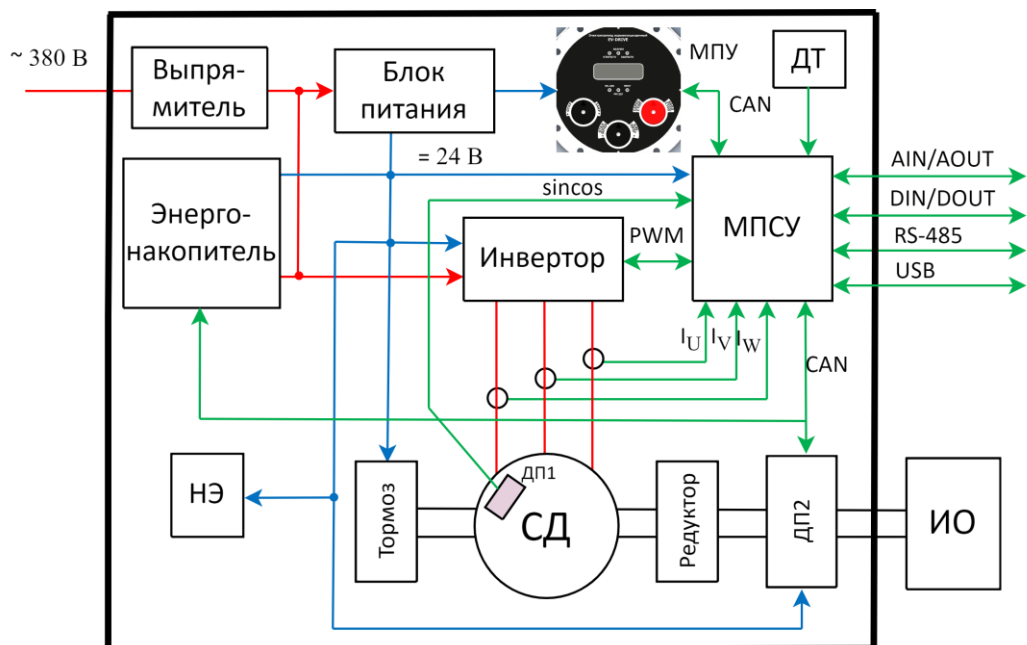 ~ 380 В
Выпря-
митель
Блок
питания
МПУ
ДТ
CAN
= 24 В
sincos
Энерго-
накопитель
Инвертор
PWM
МПСУ
AIN/AOUT
DIN/DOUT
RS-485
USB
IU
IV
IW
CAN
НЭ
Тормоз
ДП1
СД
Редуктор
ДП2
ИО